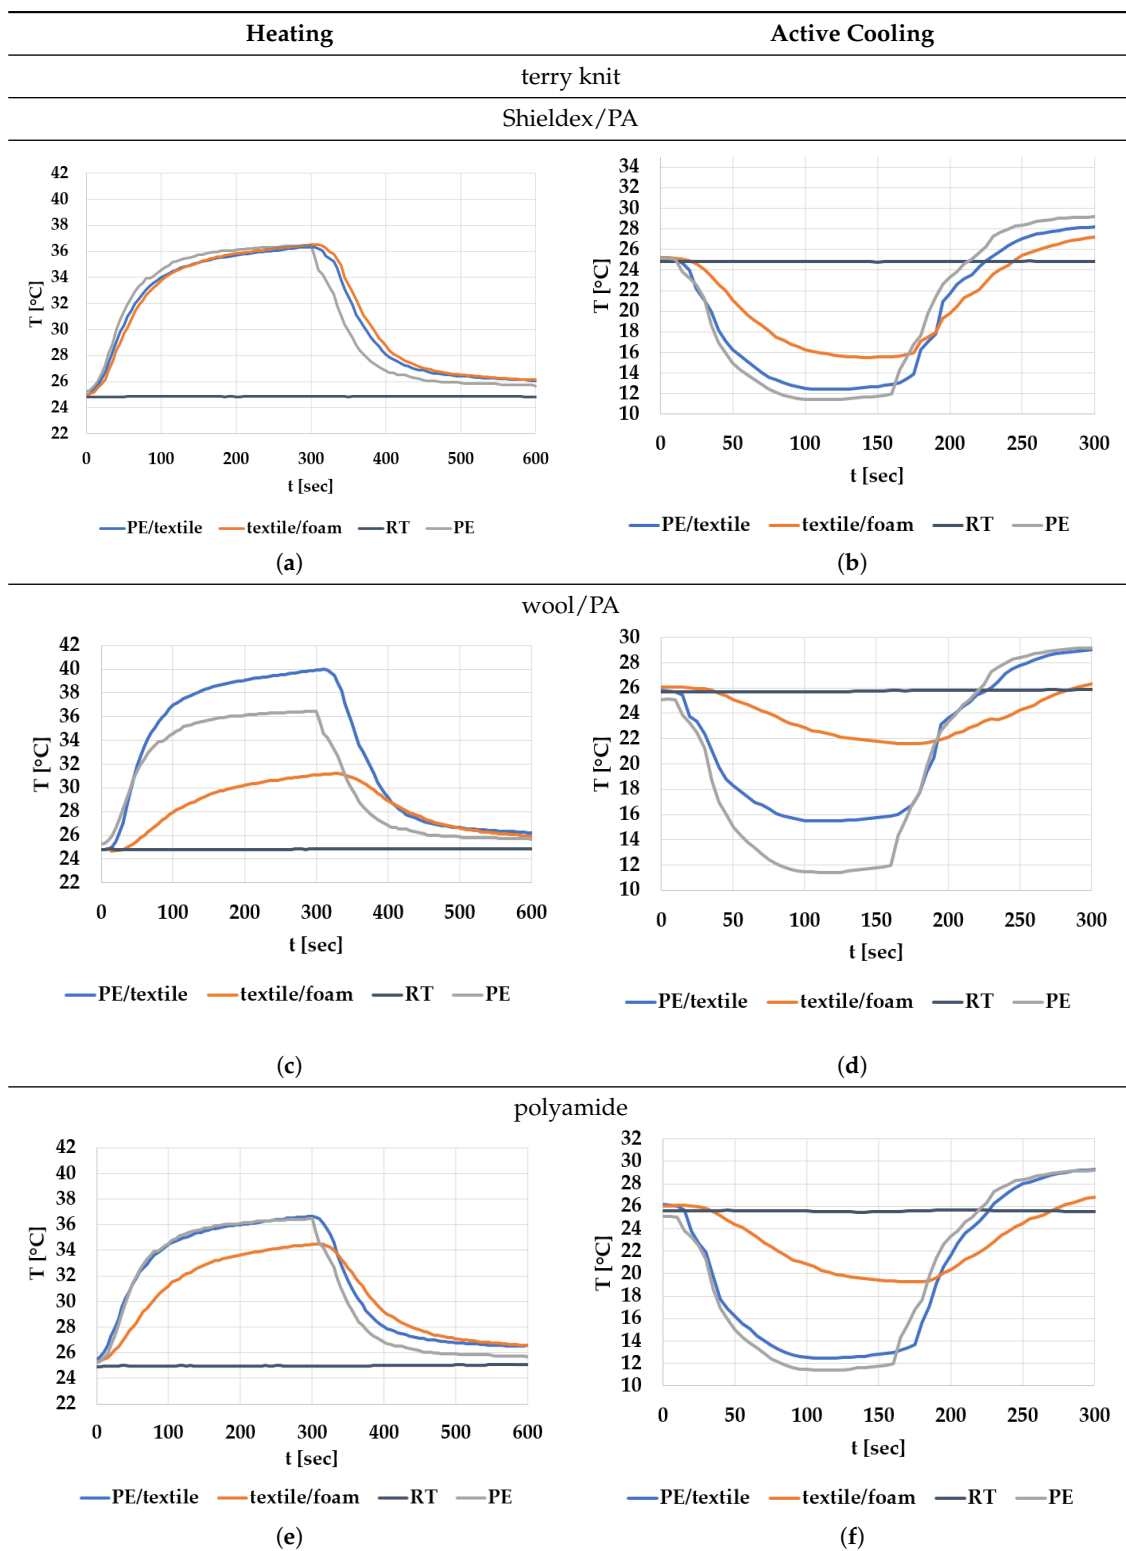 Heating Active Cooling
terry knit
Shieldex/PA
42
40
38
36
34
32
30
28
26
24
22
T [°C]
0 100 200 300 400 500 600
t [sec]
PE/textile textile/foam RT PE
(a)
34
32
30
28
26
24
22
20
18
16
14
12
10
T [°C]
0 50 100 150 200 250 300
t [sec]
PE/textile textile/foam RT PE
(b)
wool/PA
42
40
38
36
34
32
30
28
26
24
22
T [°C]
0 100 200 300 400 500 600
t [sec]
PE/textile textile/foam RT PE
(c)
30
28
26
24
22
20
18
16
14
12
10
T [°C]
0 50 100 150 200 250 300
t [sec]
PE/textile textile/foam RT PE
(d)
polyamide
42
40
38
36
34
32
30
28
26
24
22
T [°C]
0 100 200 300 400 500 600
t [sec]
PE/textile textile/foam RT PE
(e)
32
30
28
26
24
22
20
18
16
14
12
10
T [°C]
0 50 100 150 200 250 300
t [sec]
PE/textile textile/foam RT PE
(f)